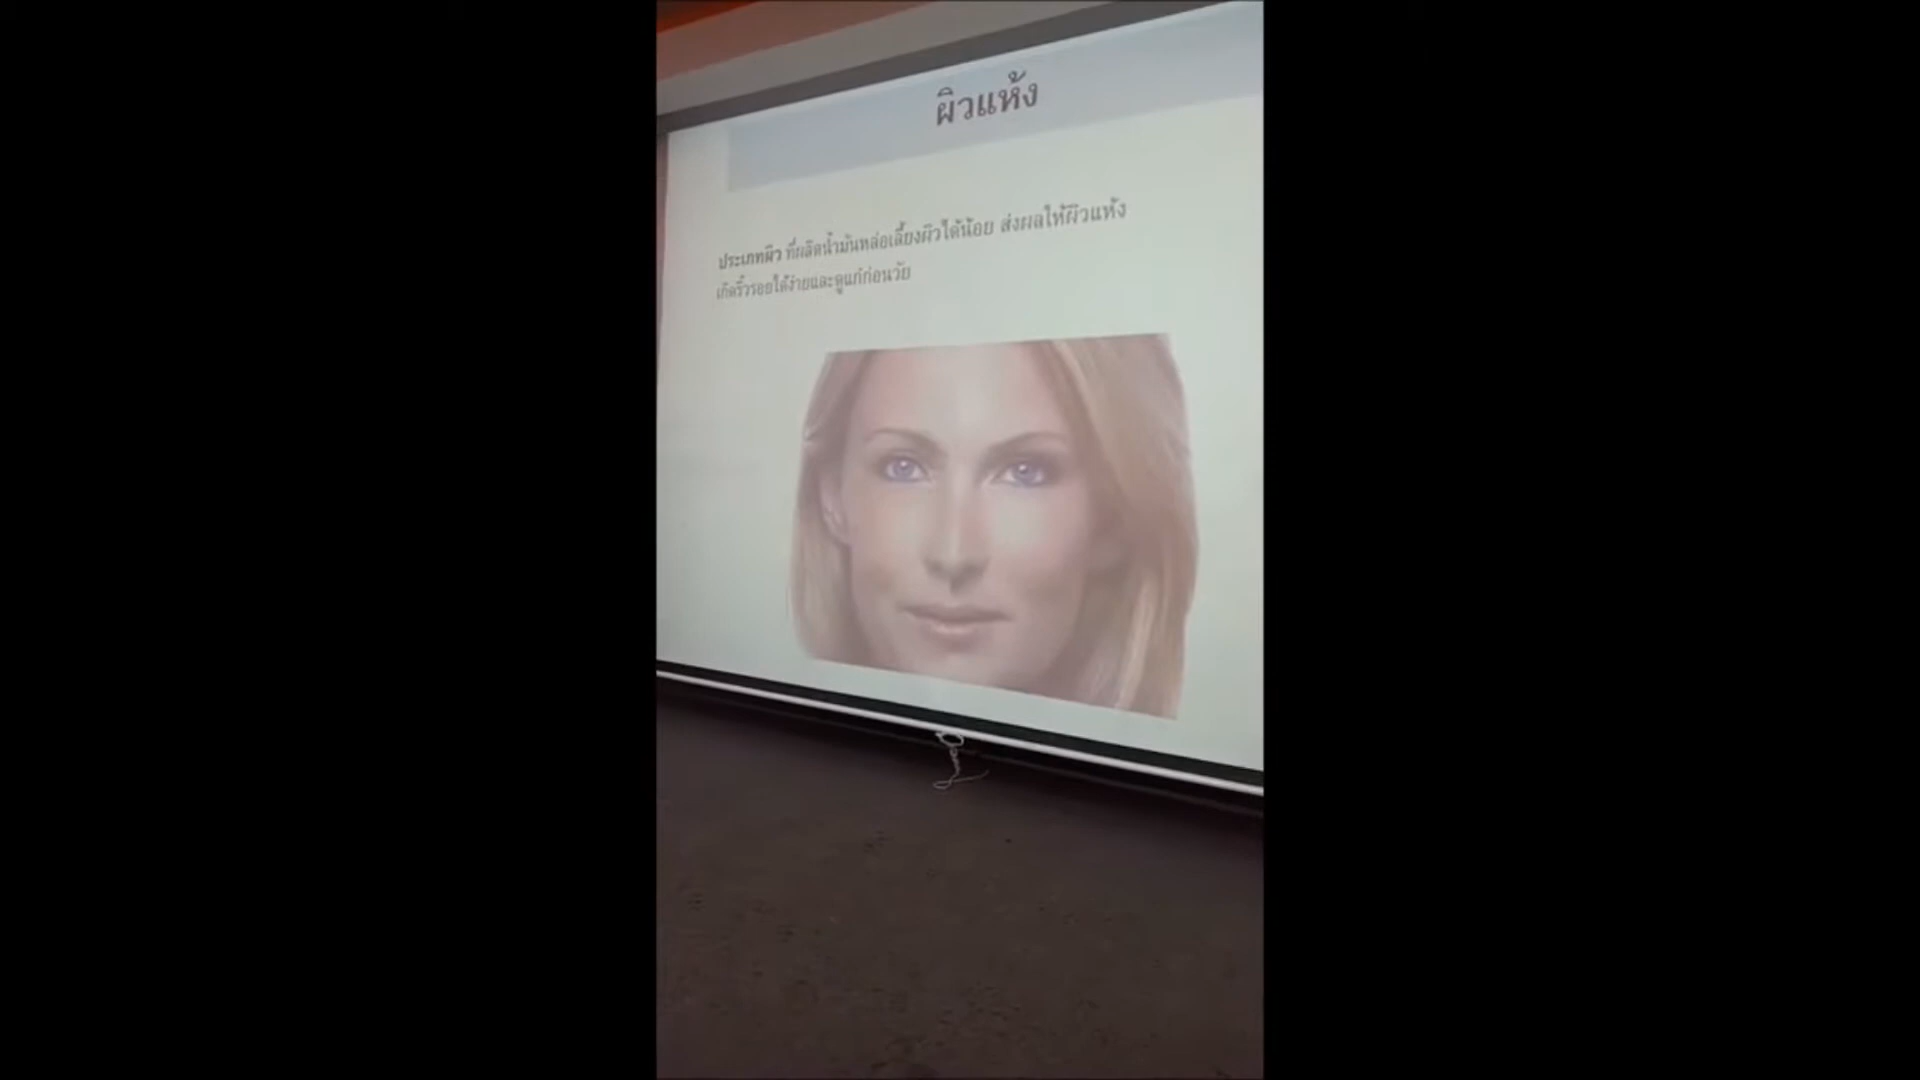 ผิวแห้ง
ประเภทผิว ที่ผลิตน้ำมันหล่อเลี้ยงผิวได้น้อย ส่งผลให้ผิวแห้ง
เกิดริ้วรอยได้ง่ายและดูแก่ก่อนวัย